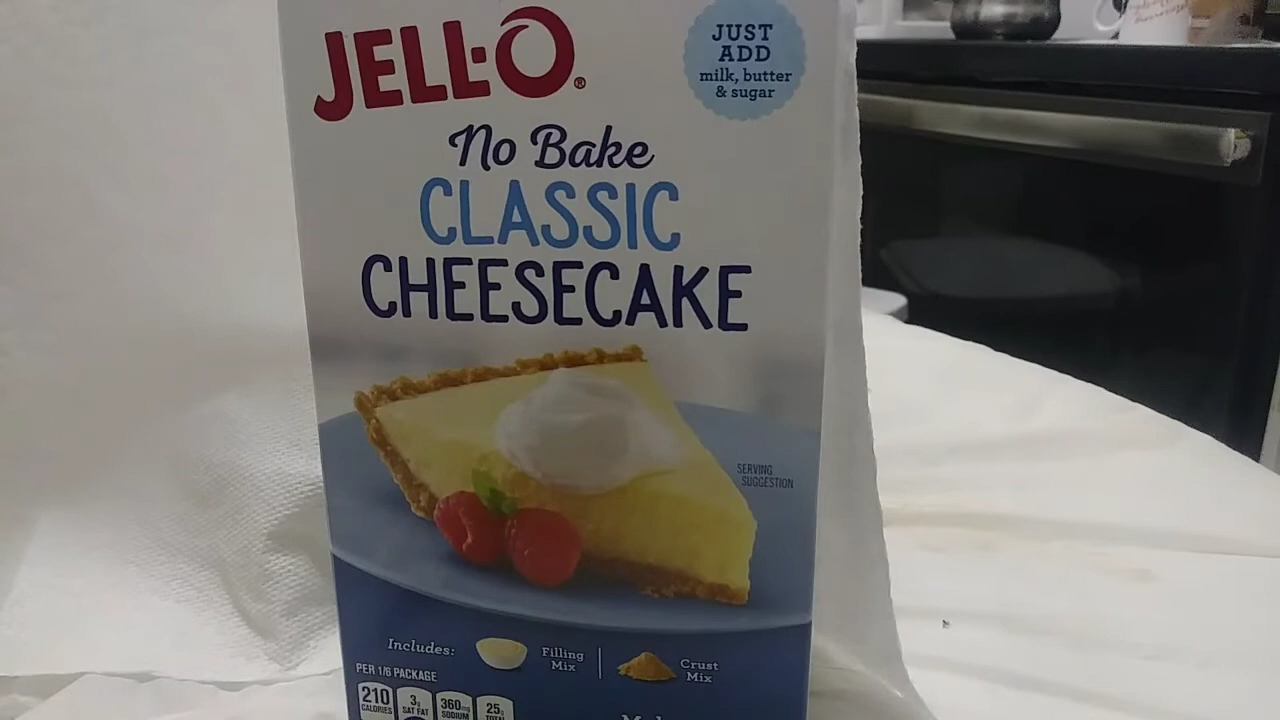 JELL-O®
JUST
ADD
milk, butter
& sugar
No Bake
CLASSIC
CHEESECAKE
SERVING
SUGGESTION
Includes:
Filling
Mix
Crust
Mix
PER 1/6 PACKAGE
210
CALORIES
3g
SAT FAT
360mg
SODIUM
25g